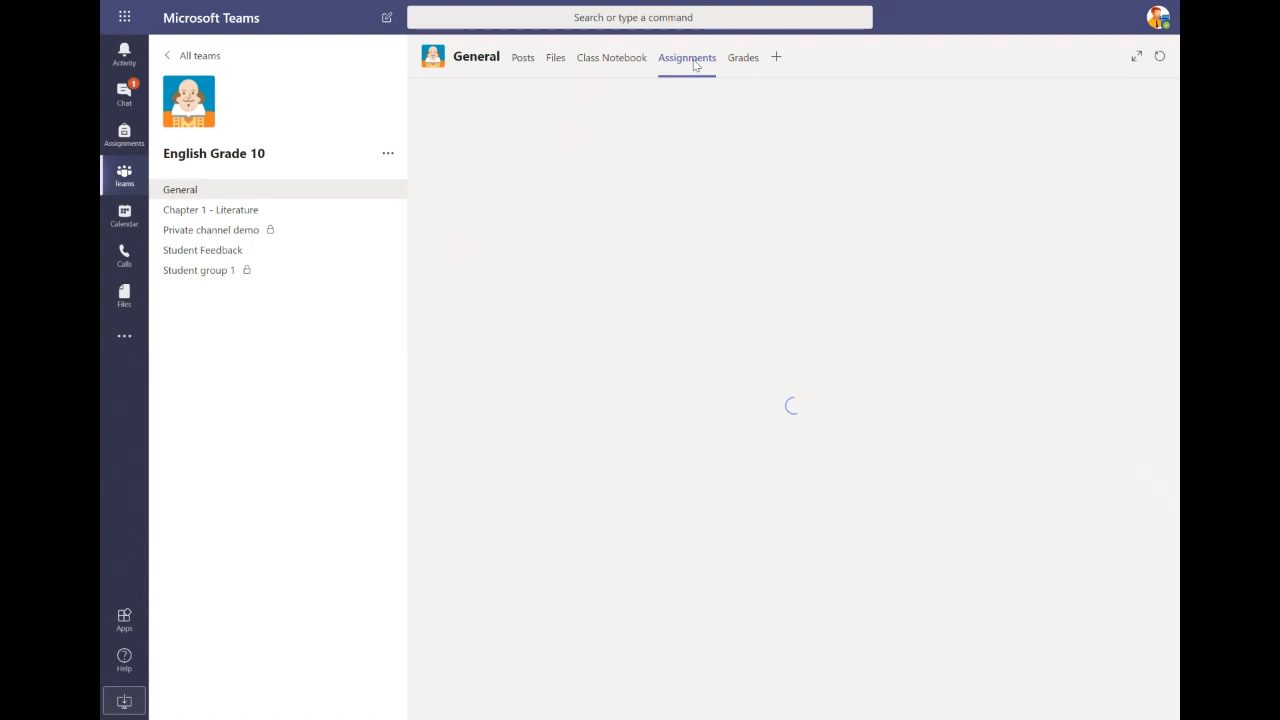 Microsoft Teams
Search or type a command
Activity
Chat
1
Assignments
Teams
Calendar
Calls
Files
Apps
Help
All teams
English Grade 10
General
Chapter 1 - Literature
Private channel demo
Student Feedback
Student group 1
General Posts Files Class Notebook Assignments Grades